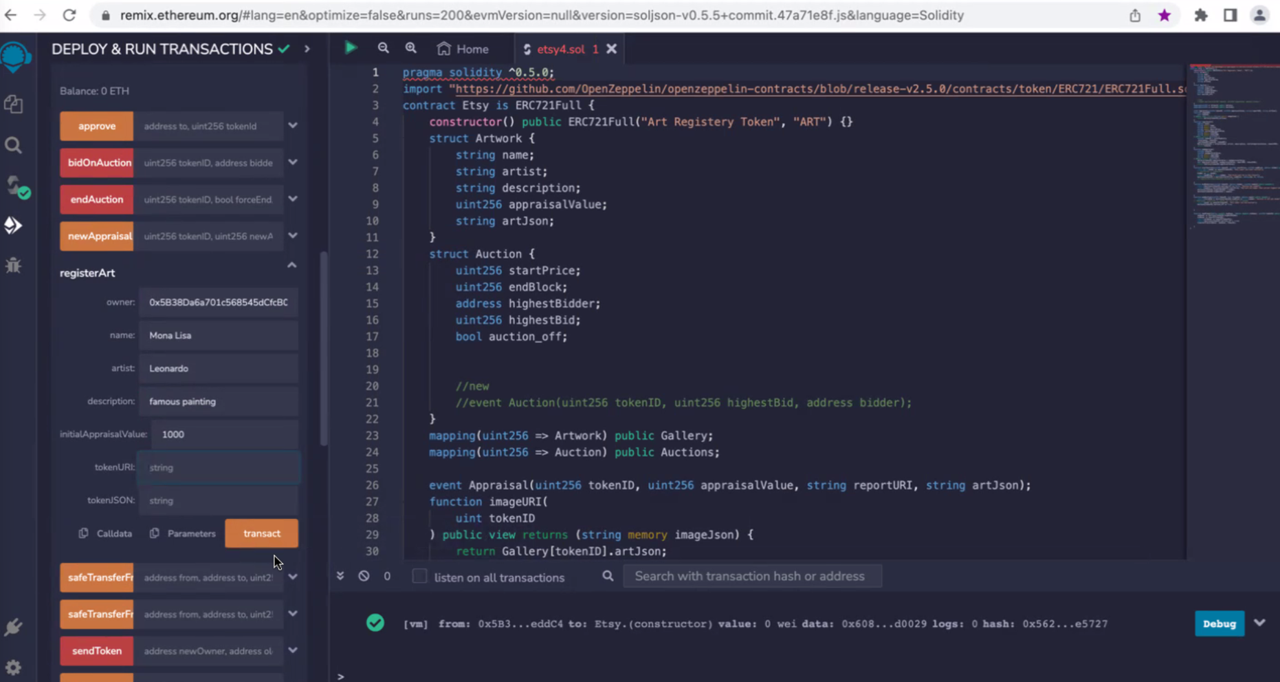 remix.ethereum.org/#lang=en&optimize=false&runs=200&evmVersion=null&version=soljson-v0.5.5+commit.47a71e8f.js&language=Solidity
DEPLOY & RUN TRANSACTIONS
Home
etsy4.sol 1
Balance: 0 ETH
approve address to, uint256 tokenId
bidOnAuction uint256 tokenID, address bidde
endAuction uint256 tokenID, bool forceEnd
newAppraisal uint256 tokenID, uint256 newA
registerArt
owner: 0x5B38Da6a701c568545dCfcBC
name: Mona Lisa
artist: Leonardo
description: famous painting
initialAppraisalValue: 1000
tokenURI: string
tokenJSON: string
Calldata Parameters transact
safeTransferFr address from, address to, uint2
safeTransferFr address from, address to, uint2
sendToken address newOwner, address ol
1 pragma solidity ^0.5.0;
2 import "https://github.com/OpenZeppelin/openzeppelin-contracts/blob/release-v2.5.0/contracts/token/ERC721/ERC721Full.s
3 contract Etsy is ERC721Full {
4 constructor() public ERC721Full("Art Registery Token", "ART") {}
5 struct Artwork {
6 string name;
7 string artist;
8 string description;
9 uint256 appraisalValue;
10 string artJson;
11 }
12 struct Auction {
13 uint256 startPrice;
14 uint256 endBlock;
15 address highestBidder;
16 uint256 highestBid;
17 bool auction_off;
18
19
20 //new
21 //event Auction(uint256 tokenID, uint256 highestBid, address bidder);
22 }
23 mapping(uint256 => Artwork) public Gallery;
24 mapping(uint256 => Auction) public Auctions;
25
26 event Appraisal(uint256 tokenID, uint256 appraisalValue, string reportURI, string artJson);
27 function imageURI(
28 uint tokenID
29 ) public view returns (string memory imageJson) {
30 return Gallery[tokenID].artJson;
0 listen on all transactions Search with transaction hash or address
[vm] from: 0x5B3...eddC4 to: Etsy.(constructor) value: 0 wei data: 0x608...d0029 logs: 0 hash: 0x562...e5727 Debug
>